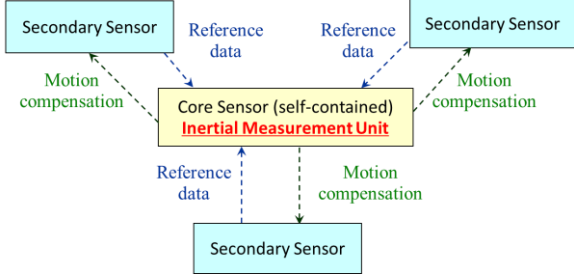 Secondary Sensor
Secondary Sensor
Reference
data
Reference
data
Motion
compensation
Motion
compensation
Core Sensor (self-contained)
Inertial Measurement Unit
Reference
data
Motion
compensation
Secondary Sensor